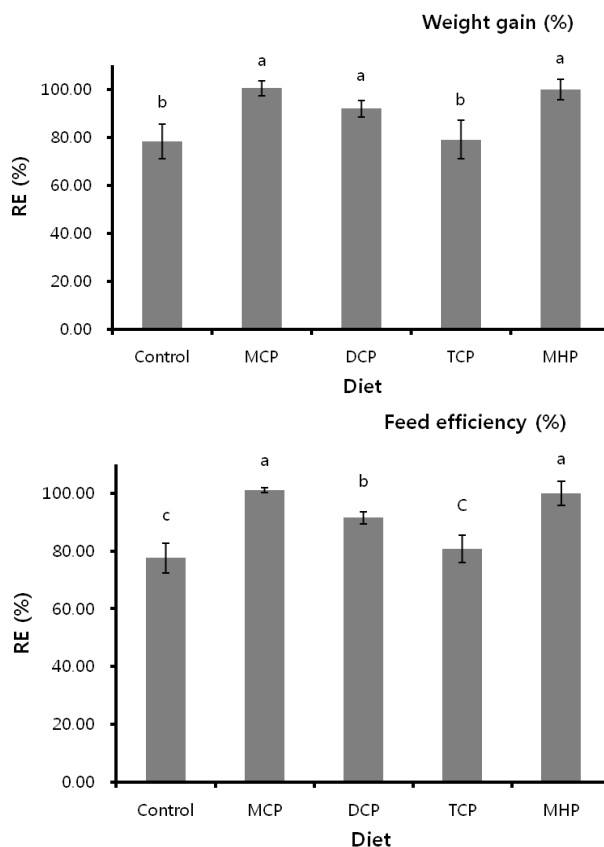 Weight gain (%)
a
a
a
b
b
100.00
80.00
60.00
40.00
20.00
0.00
RE (%)
Control MCP DCP TCP MHP
Diet
Feed efficiency (%)
a
a
b
C
c
100.00
80.00
60.00
40.00
20.00
0.00
RE (%)
Control MCP DCP TCP MHP
Diet